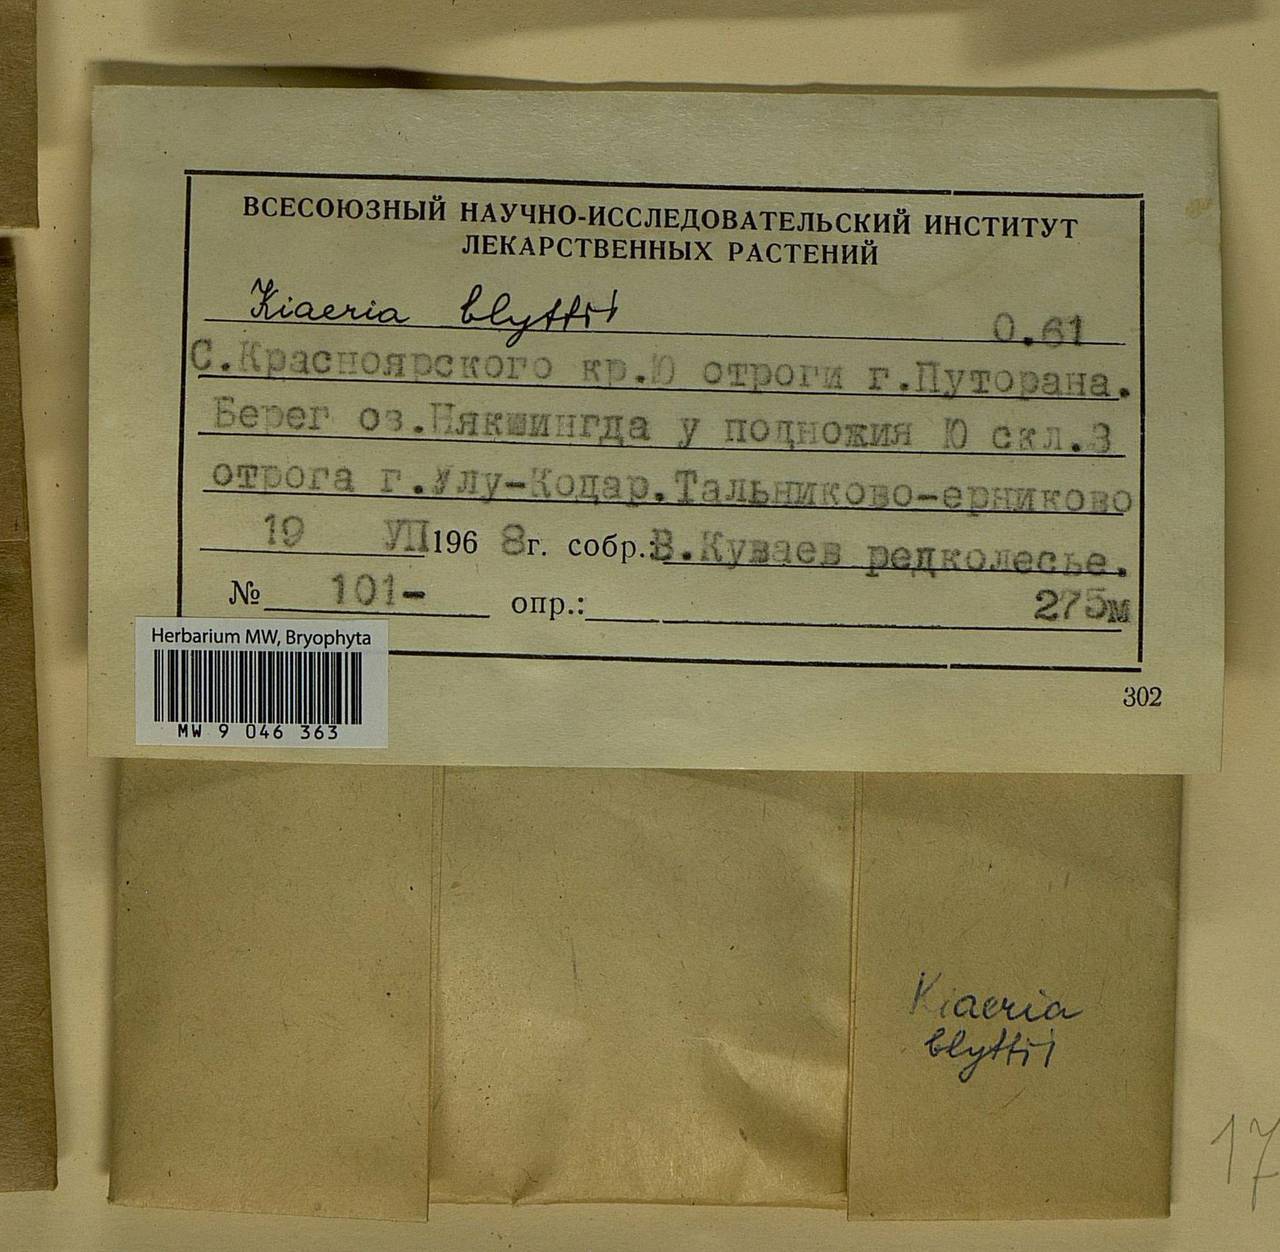 ВСЕСОЮЗНЫЙ НАУЧНО-ИССЛЕДОВАТЕЛЬСКИЙ ИНСТИТУТ
ЛЕКАРСТВЕННЫХ РАСТЕНИЙ
Kiaeria blyttii
0.61
С.Красноярского кр.Ю отроги г.Путорана.
Берег оз.Някшингда у подножия Ю скл.З
отрога г.Улу-Кодар.Тальниково-ерниково
19 VII 196 8г. собр.:В.Куваев редколесье.
№ 101- опр.: 275м
Herbarium MW, Bryophyta
MW 9 046 363
302
Kiaeria
blyttii
17